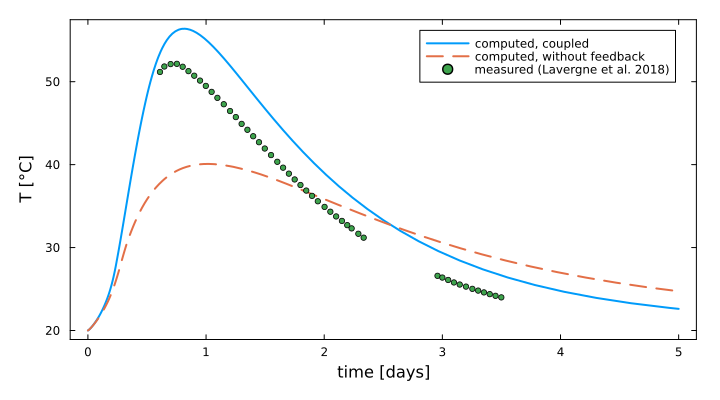 T [°C]
50
40
30
20
computed, coupled
computed, without feedback
measured (Lavergne et al. 2018)
0 1 2 3 4 5
time [days]